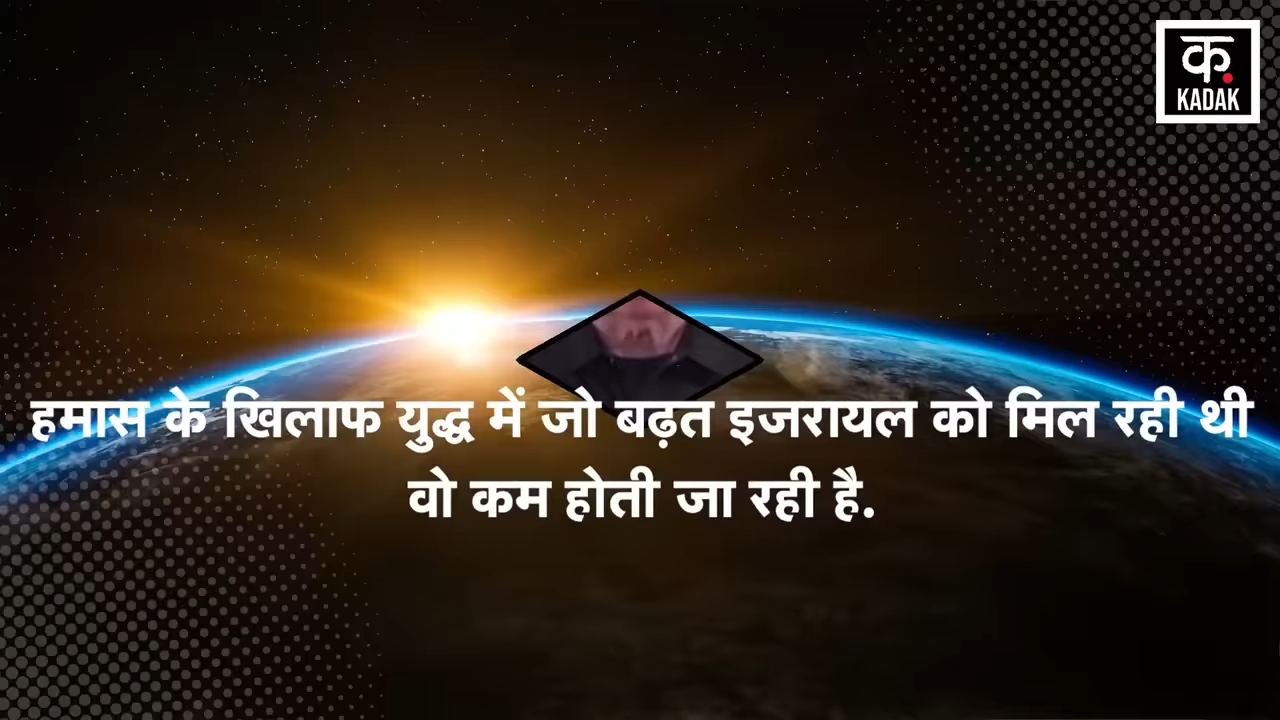 क.
KADAK
हमास के खिलाफ युद्ध में जो बढ़त इजरायल को मिल रही थी
वो कम होती जा रही है.